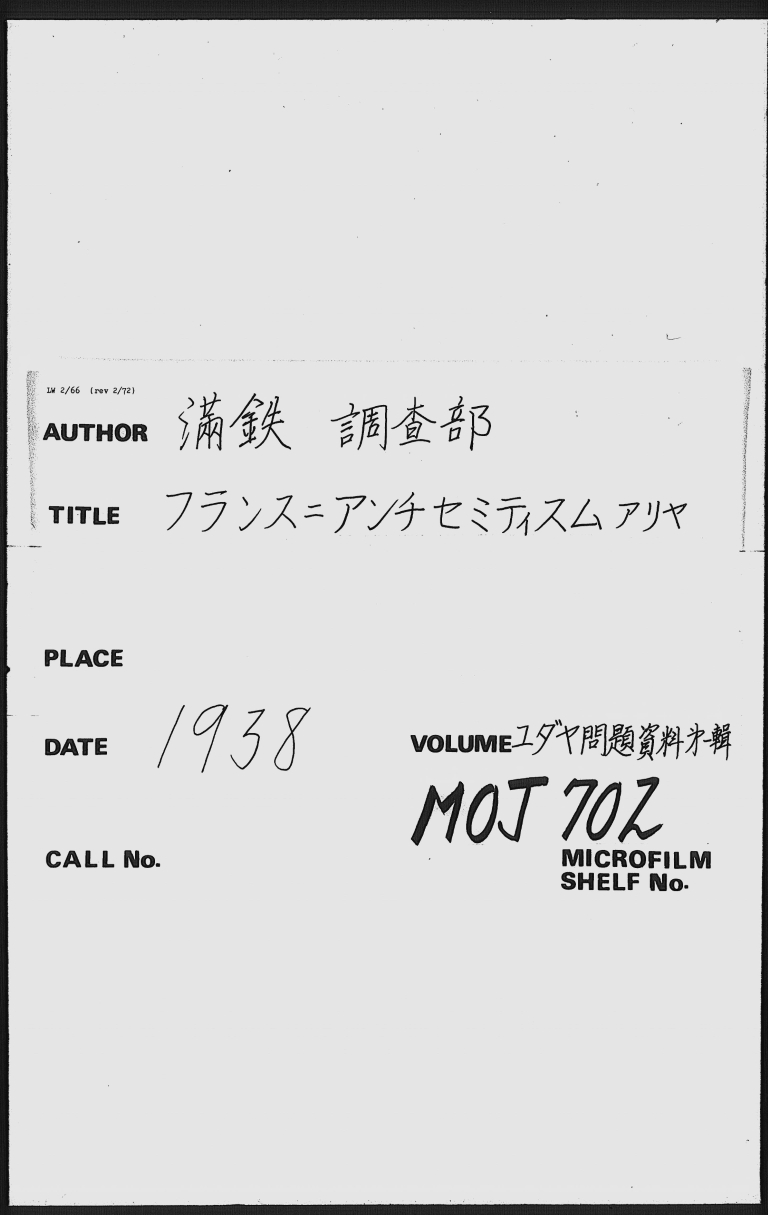 LW 2/66 (rev 2/72)
AUTHOR 満鉄 調査部
TITLE フランス=アンチセミティスム アリヤ
PLACE
DATE 1938
VOLUME ユダヤ問題資料第一輯
MOJ 702
CALL No.
MICROFILM
SHELF No.